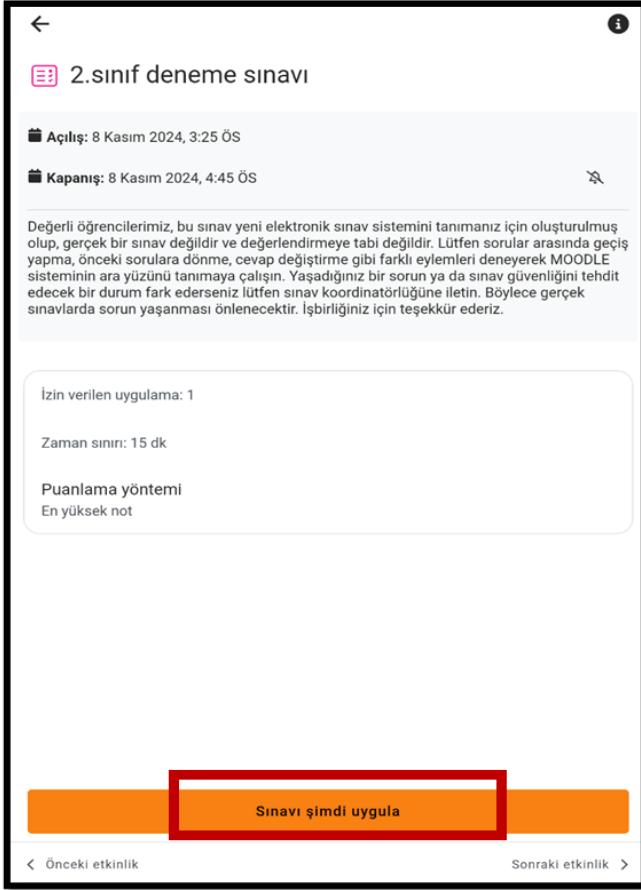 2.sınıf deneme sınavı
Açılış: 8 Kasım 2024, 3:25 ÖS
Kapanış: 8 Kasım 2024, 4:45 ÖS
Değerli öğrencilerimiz, bu sınav yeni elektronik sınav sistemini tanımanız için oluşturulmuş
olup, gerçek bir sınav değildir ve değerlendirmeye tabi değildir. Lütfen sorular arasında geçiş
yapma, önceki sorulara dönme, cevap değiştirme gibi farklı eylemleri deneyerek MOODLE
sisteminin ara yüzünü tanımaya çalışın. Yaşadığınız bir sorun ya da sınav güvenliğini tehdit
edecek bir durum fark ederseniz lütfen sınav koordinatörlüğüne iletin. Böylece gerçek
sınavlarda sorun yaşanması önlenecektir. İşbirliğiniz için teşekkür ederiz.
İzin verilen uygulama: 1
Zaman sınırı: 15 dk
Puanlama yöntemi
En yüksek not
Sınavı şimdi uygula
Önceki etkinlik
Sonraki etkinlik